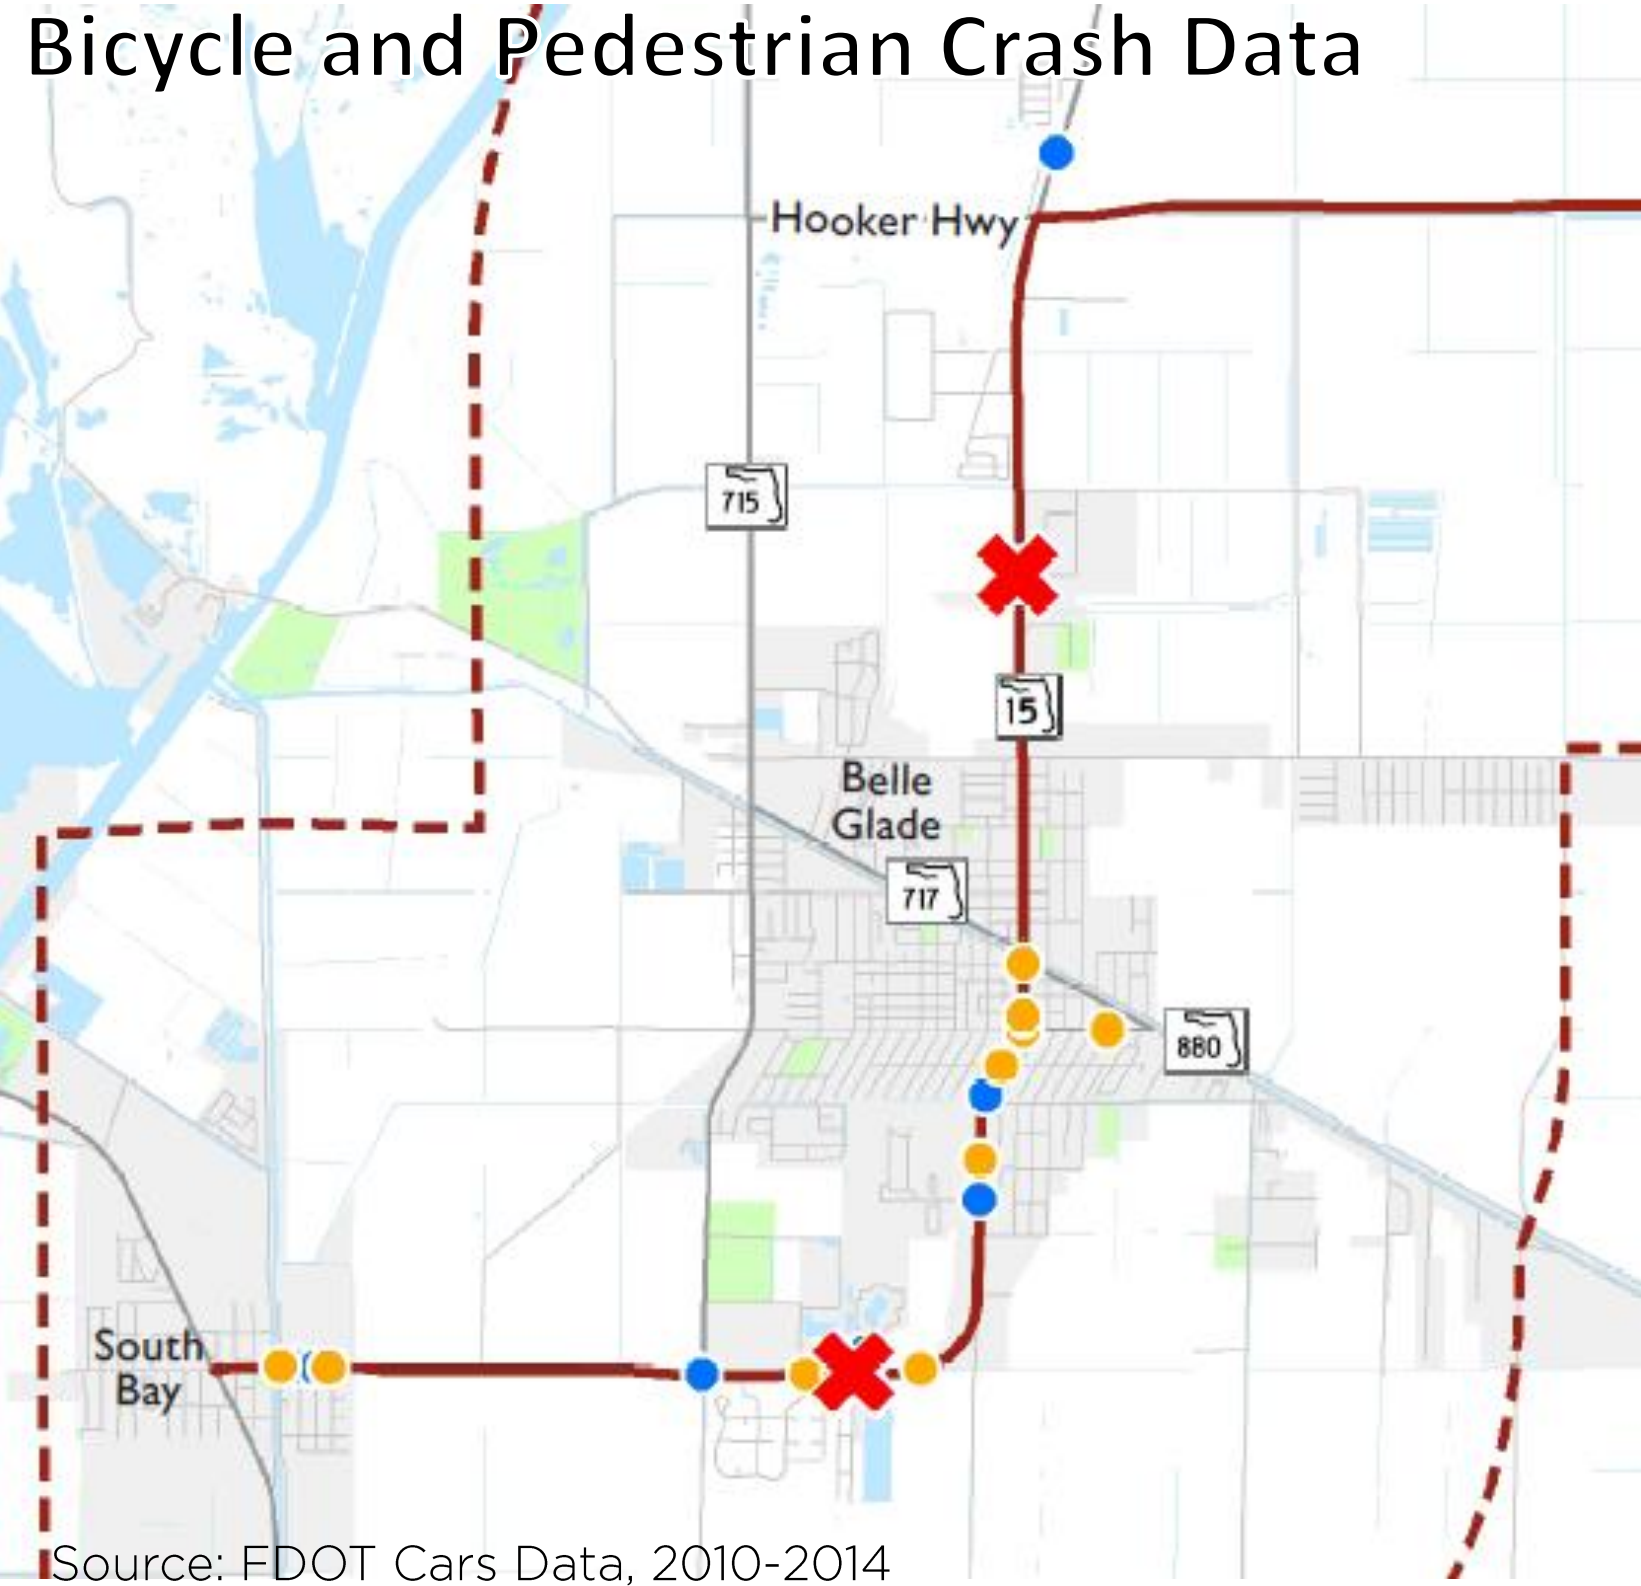 Bicycle and Pedestrian Crash Data
Hooker Hwy
715
15
Belle
Glade
717
880
South
Bay
Source: FDOT Cars Data, 2010-2014